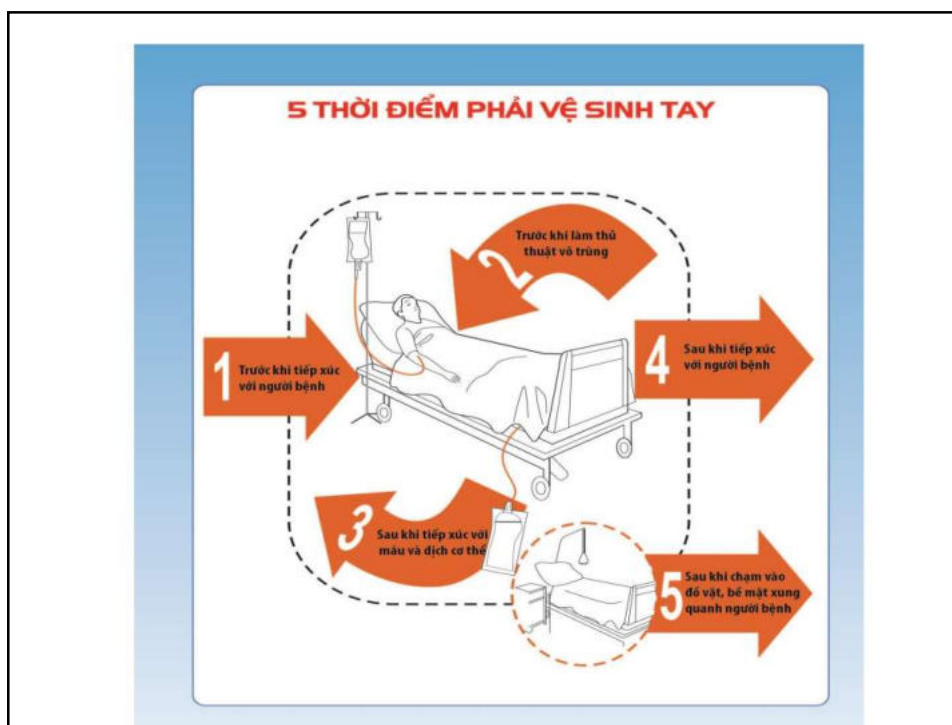 5 THỜI ĐIỂM PHẢI VỆ SINH TAY
1
Trước khi tiếp xúc
với người bệnh
2
Trước khi làm thủ
thuật vô trùng
3
Sau khi tiếp xúc với
máu và dịch cơ thể
4
Sau khi tiếp xúc
với người bệnh
5
Sau khi chạm vào
đồ vật, bề mặt xung
quanh người bệnh